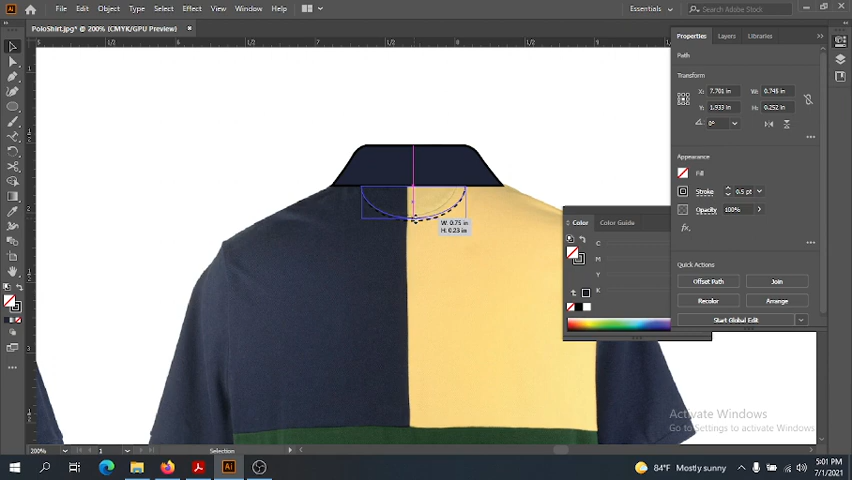 File Edit Object Type Select Effect View Window Help
Essentials
Search Adobe Stock
PoloShirt.jpg* @ 200% (CMYK/GPU Preview)
Properties Layers Libraries
Path
Transform
X: 7.701 in W: 0.745 in
Y: 1.933 in H: 0.252 in
0°
Appearance
Fill
Stroke 0.5 pt
Opacity 100%
fx.
W: 0.75 in
H: 0.23 in
Color Color Guide
C
M
Y
K
Quick Actions
Offset Path Join
Recolor Arrange
Start Global Edit
Activate Windows
Go to Settings to activate Windows.
200% 1 Selection
84°F Mostly sunny
5:01 PM
7/1/2021